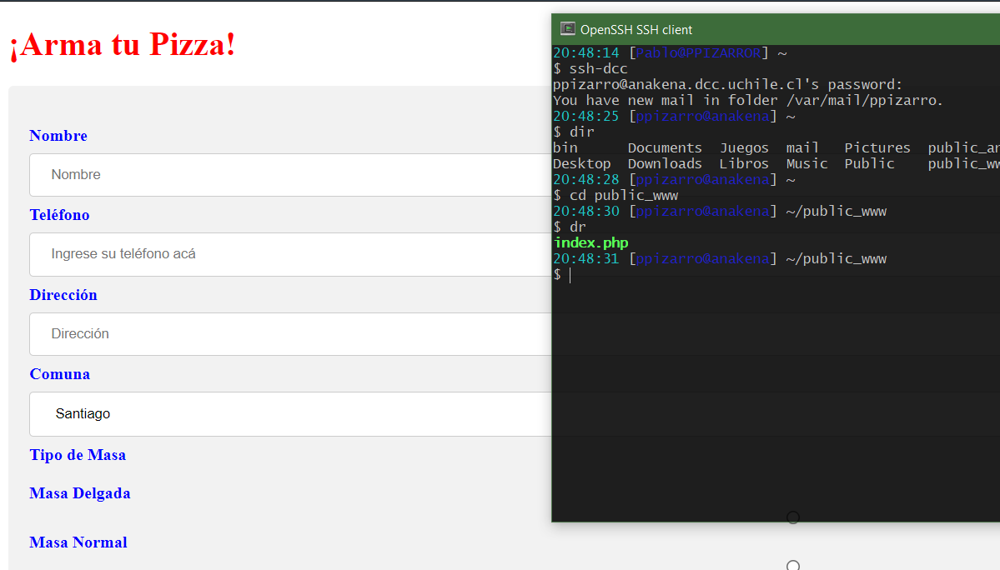 ¡Arma tu Pizza!
Nombre
Nombre
Teléfono
Ingrese su teléfono acá
Dirección
Dirección
Comuna
Santiago
Tipo de Masa
Masa Delgada
Masa Normal
OpenSSH SSH client
20:48:14 [Pablo@PPIZARROR] ~
$ ssh-dcc
ppizarro@anakena.dcc.uchile.cl's password:
You have new mail in folder /var/mail/ppizarro.
20:48:25 [ppizarro@anakena] ~
$ dir
bin Documents Juegos mail Pictures public_ar
Desktop Downloads Libros Music Public public_ww
20:48:28 [ppizarro@anakena] ~
$ cd public_www
20:48:30 [ppizarro@anakena] ~/public_www
$ dr
index.php
20:48:31 [ppizarro@anakena] ~/public_www
$